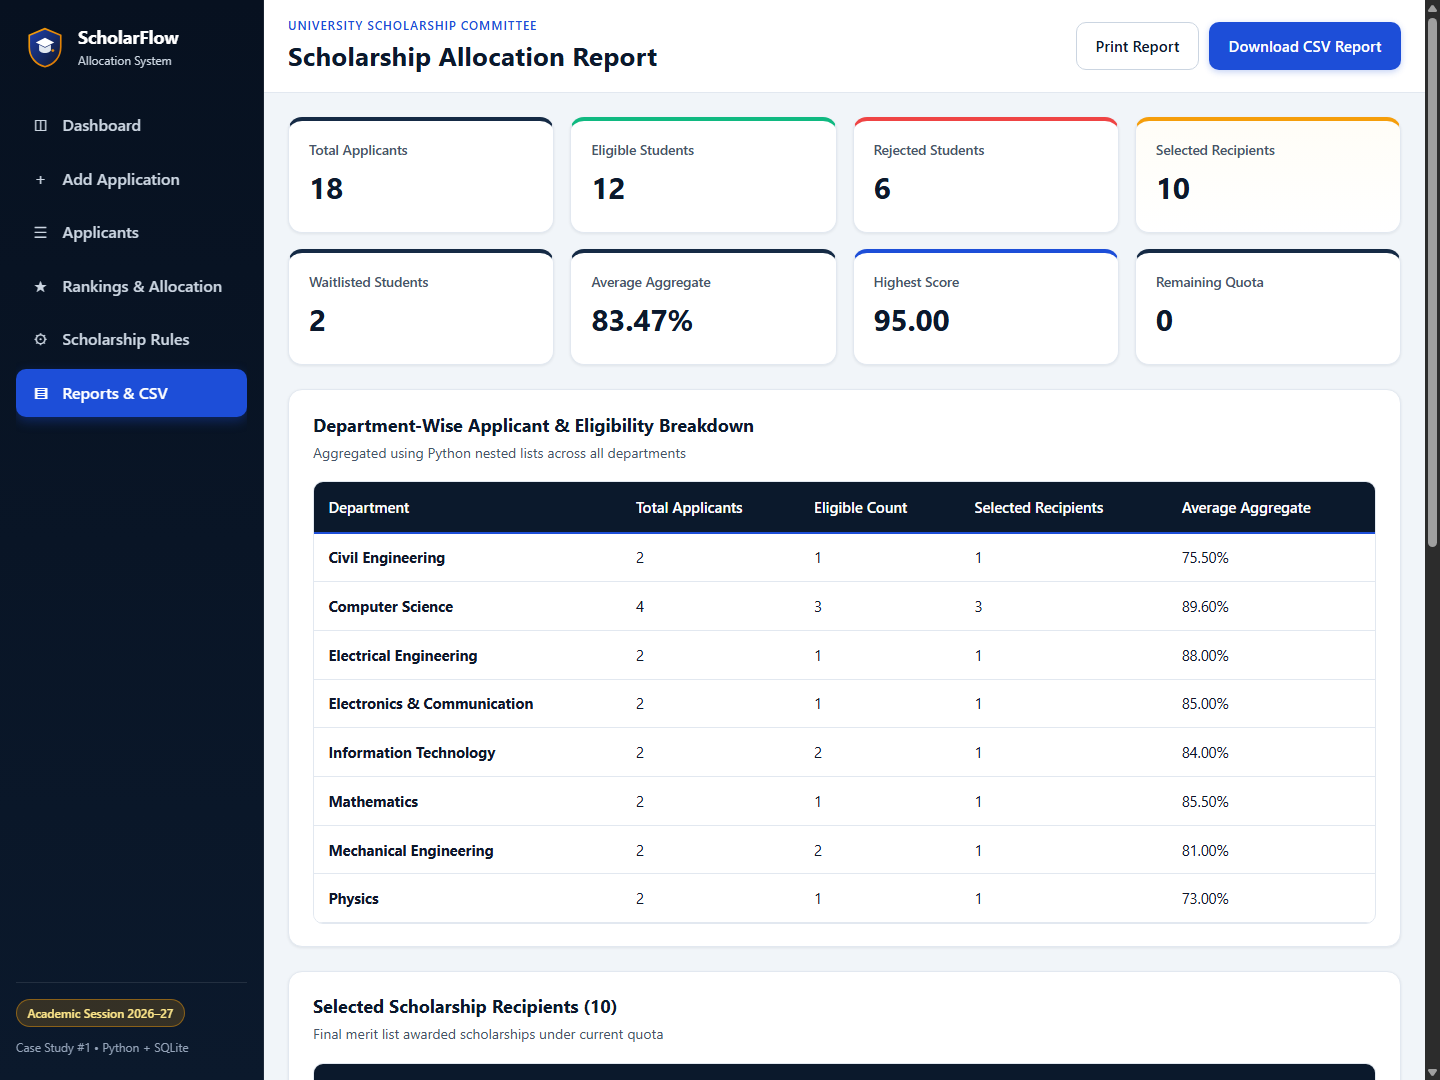 ScholarFlow
Allocation System
Dashboard
+ Add Application
Applicants
Rankings & Allocation
Scholarship Rules
Reports & CSV
Academic Session 2026–27
Case Study #1 • Python + SQLite
UNIVERSITY SCHOLARSHIP COMMITTEE
Scholarship Allocation Report
Print Report
Download CSV Report
Total Applicants
18
Eligible Students
12
Rejected Students
6
Selected Recipients
10
Waitlisted Students
2
Average Aggregate
83.47%
Highest Score
95.00
Remaining Quota
0
Department-Wise Applicant & Eligibility Breakdown
Aggregated using Python nested lists across all departments
Department Total Applicants Eligible Count Selected Recipients Average Aggregate
Civil Engineering 2 1 1 75.50%
Computer Science 4 3 3 89.60%
Electrical Engineering 2 1 1 88.00%
Electronics & Communication 2 1 1 85.00%
Information Technology 2 2 1 84.00%
Mathematics 2 1 1 85.50%
Mechanical Engineering 2 2 1 81.00%
Physics 2 1 1 73.00%
Selected Scholarship Recipients (10)
Final merit list awarded scholarships under current quota